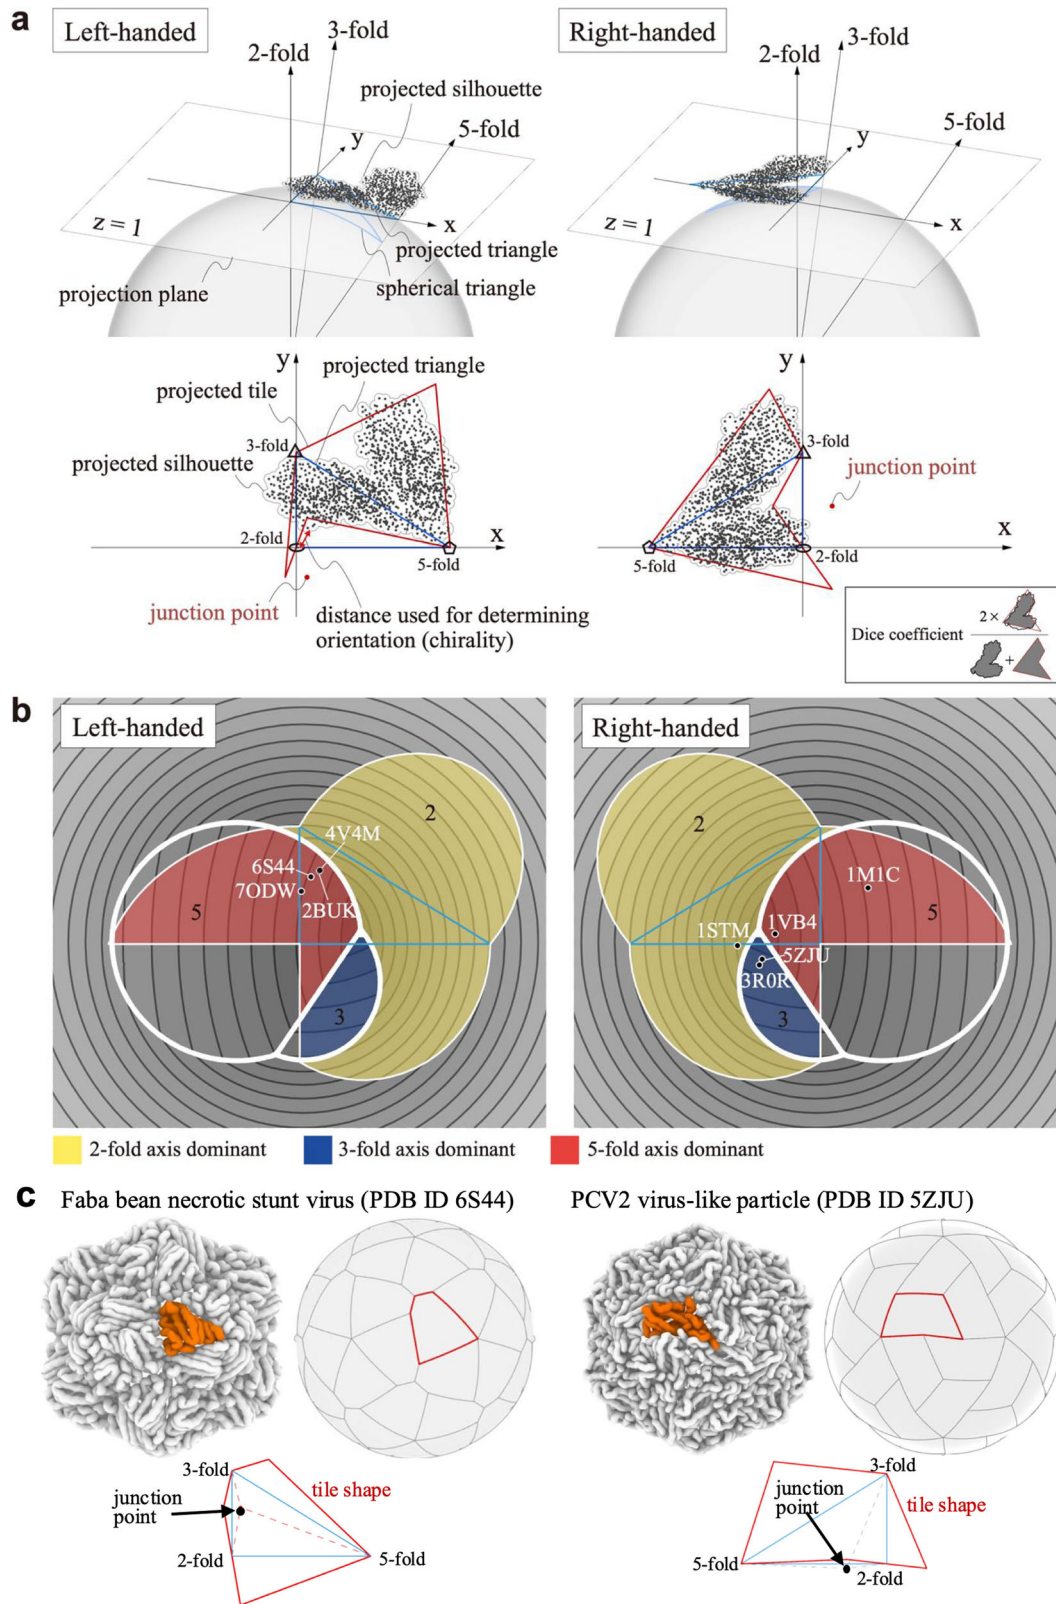 a
Left-handed
2-fold
3-fold
projected silhouette
5-fold
y
z = 1
x
projected triangle
spherical triangle
projection plane
Right-handed
2-fold
3-fold
5-fold
y
x
z = 1
y
projected triangle
projected tile
3-fold
projected silhouette
2-fold
x
5-fold
junction point
distance used for determining
orientation (chirality)
3-fold
junction point
x
5-fold
2-fold
Dice coefficient
2 ×
+
b
Left-handed
2
4V4M
6S44
7ODW
2BUK
5
3
Right-handed
2
1M1C
1VB4
1STM
5
5ZJU
3R0R
3
2-fold axis dominant
3-fold axis dominant
5-fold axis dominant
c
Faba bean necrotic stunt virus (PDB ID 6S44)
PCV2 virus-like particle (PDB ID 5ZJU)
3-fold
junction
point
tile shape
2-fold
5-fold
3-fold
junction
point
tile shape
5-fold
2-fold